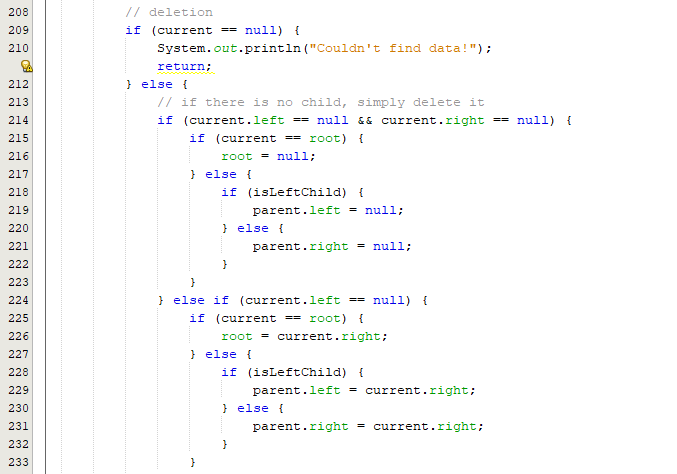 208 // deletion
209 if (current == null) {
210 System.out.println("Couldn't find data!");
return;
212 } else {
213 // if there is no child, simply delete it
214 if (current.left == null && current.right == null) {
215 if (current == root) {
216 root = null;
217 } else {
218 if (isLeftChild) {
219 parent.left = null;
220 } else {
221 parent.right = null;
222 }
223 }
224 } else if (current.left == null) {
225 if (current == root) {
226 root = current.right;
227 } else {
228 if (isLeftChild) {
229 parent.left = current.right;
230 } else {
231 parent.right = current.right;
232 }
233 }